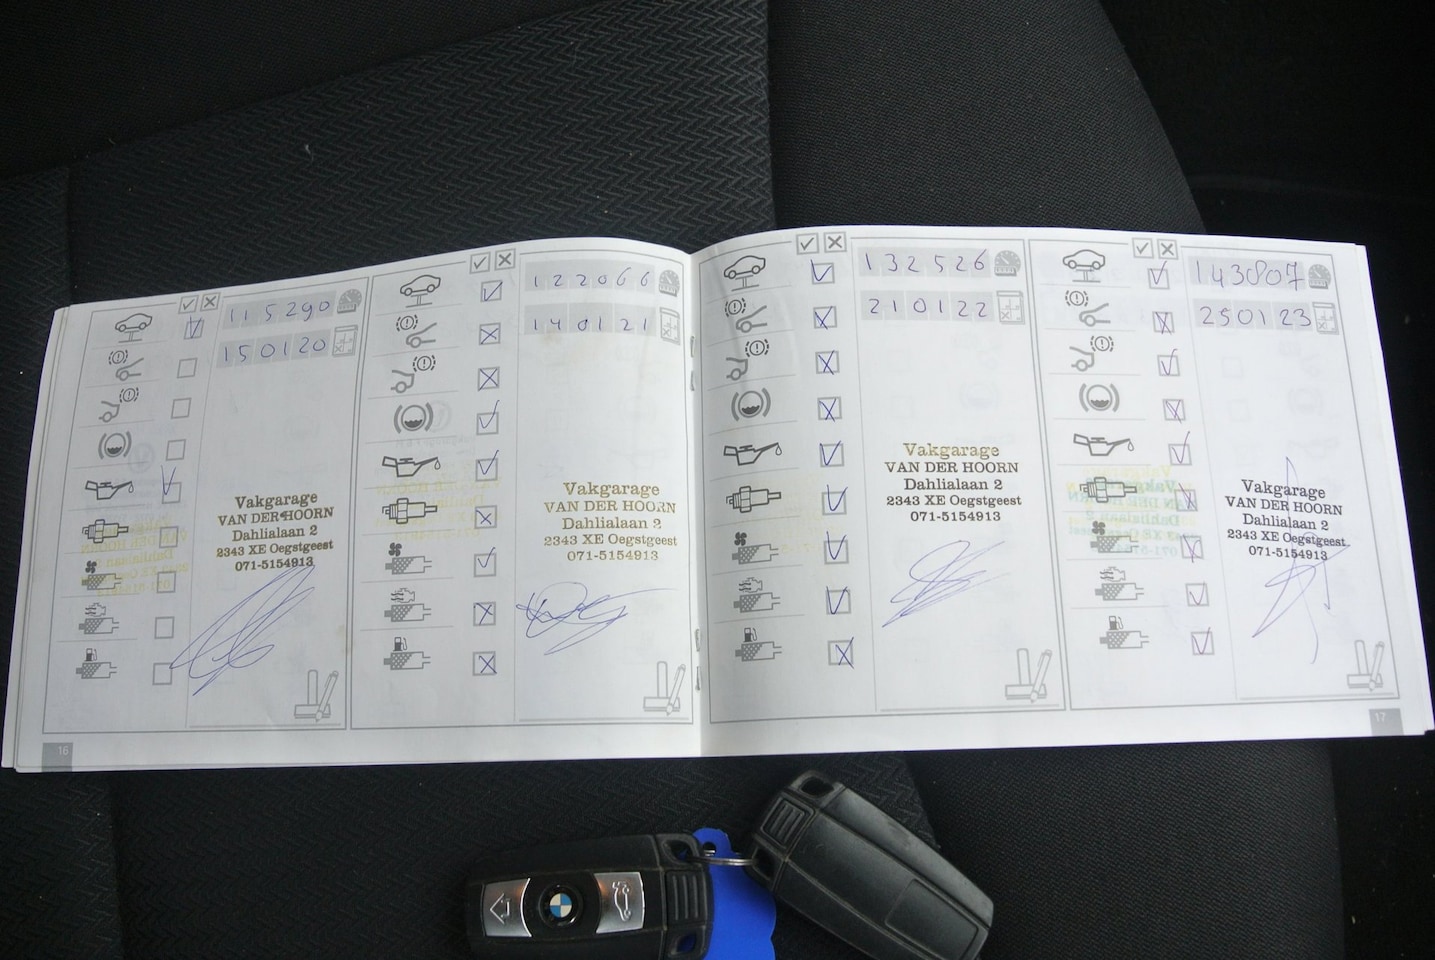 115290
150120
Vakgarage
VAN DER HOORN
Dahlialaan 2
2343 XE Oegstgeest
071-5154913
122066
140121
Vakgarage
VAN DER HOORN
Dahlialaan 2
2343 XE Oegstgeest
071-5154913
16
132526
210122
Vakgarage
VAN DER HOORN
Dahlialaan 2
2343 XE Oegstgeest
071-5154913
143807
250123
Vakgarage
VAN DER HOORN
Dahlialaan 2
2343 XE Oegstgeest
071-5154913
17
BMW